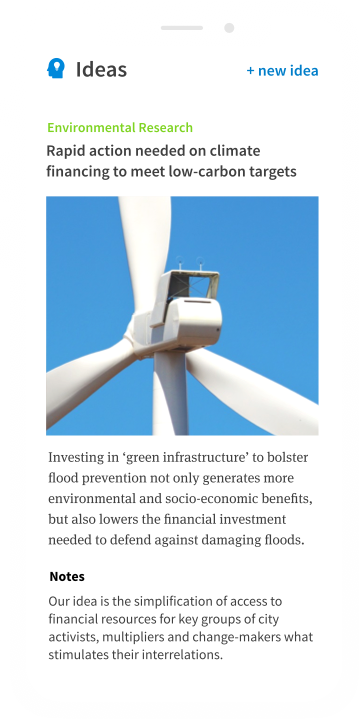 Ideas
+ new idea
Environmental Research
Rapid action needed on climate
financing to meet low-carbon targets
Investing in ‘green infrastructure’ to bolster
flood prevention not only generates more
environmental and socio-economic benefits,
but also lowers the financial investment
needed to defend against damaging floods.
Notes
Our idea is the simplification of access to
financial resources for key groups of city
activists, multipliers and change-makers what
stimulates their interrelations.